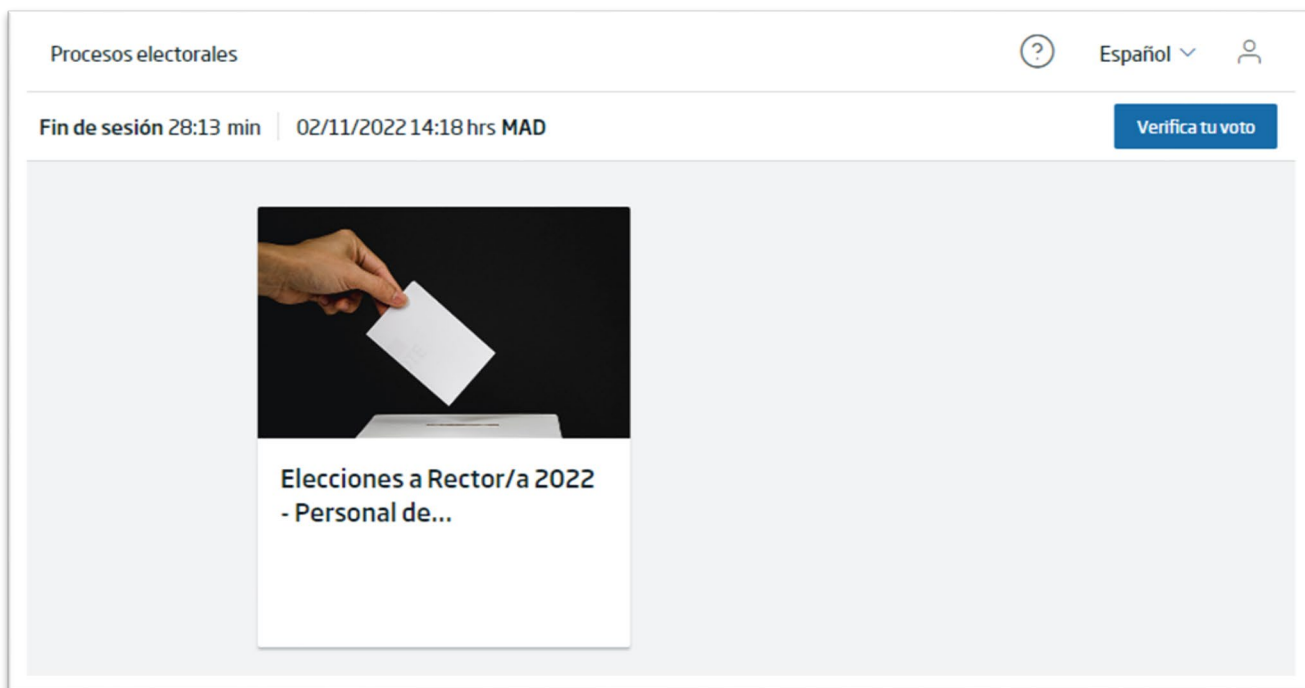 Procesos electorales
Español
Fin de sesión 28:13 min 02/11/2022 14:18 hrs MAD
Verifica tu voto
Elecciones a Rector/a 2022
- Personal de...